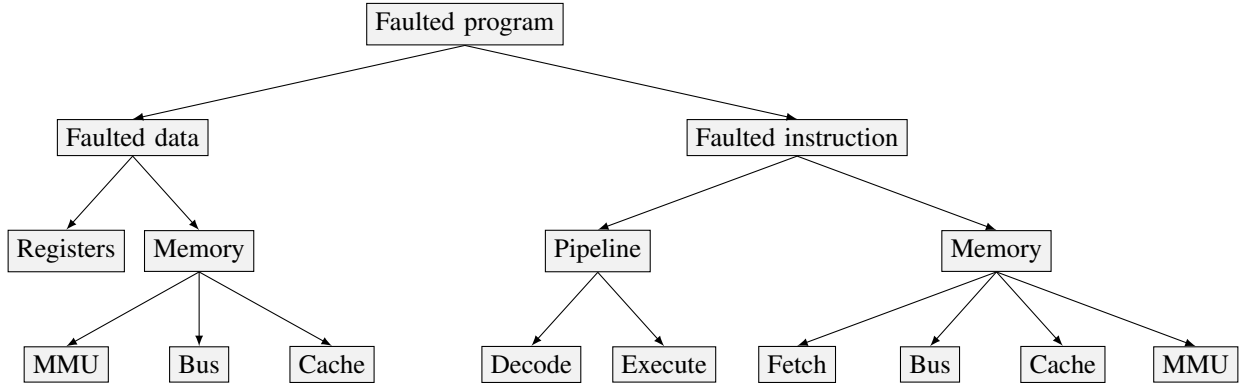 Faulted program
Faulted data
Faulted instruction
Registers
Memory
Pipeline
Memory
MMU
Bus
Cache
Decode
Execute
Fetch
Bus
Cache
MMU